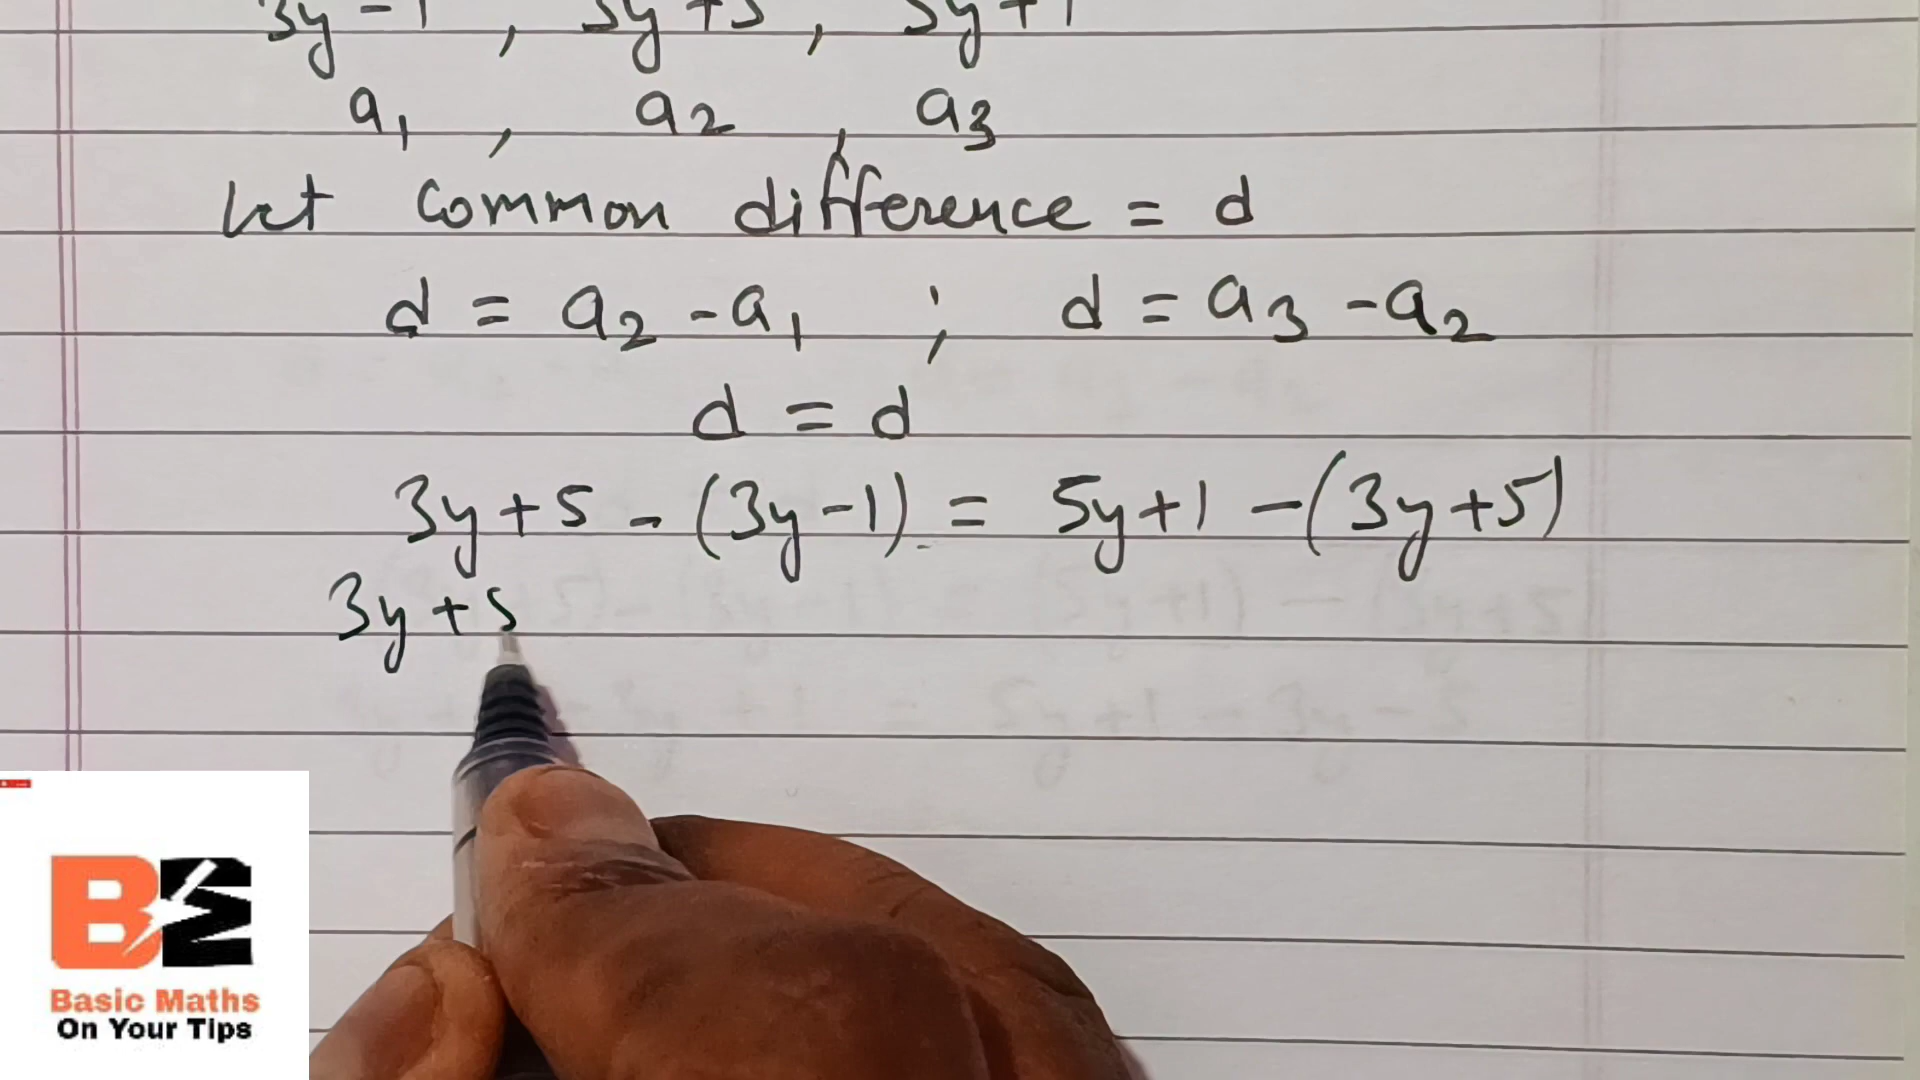 3y-1 , 3y+5 , 5y+1
a1 , a2 , a3
Let common difference = d
d = a2 - a1 ; d = a3 - a2
d = d
3y+5 - (3y-1) = 5y+1 - (3y+5)
3y+5
BM
Basic Maths
On Your Tips